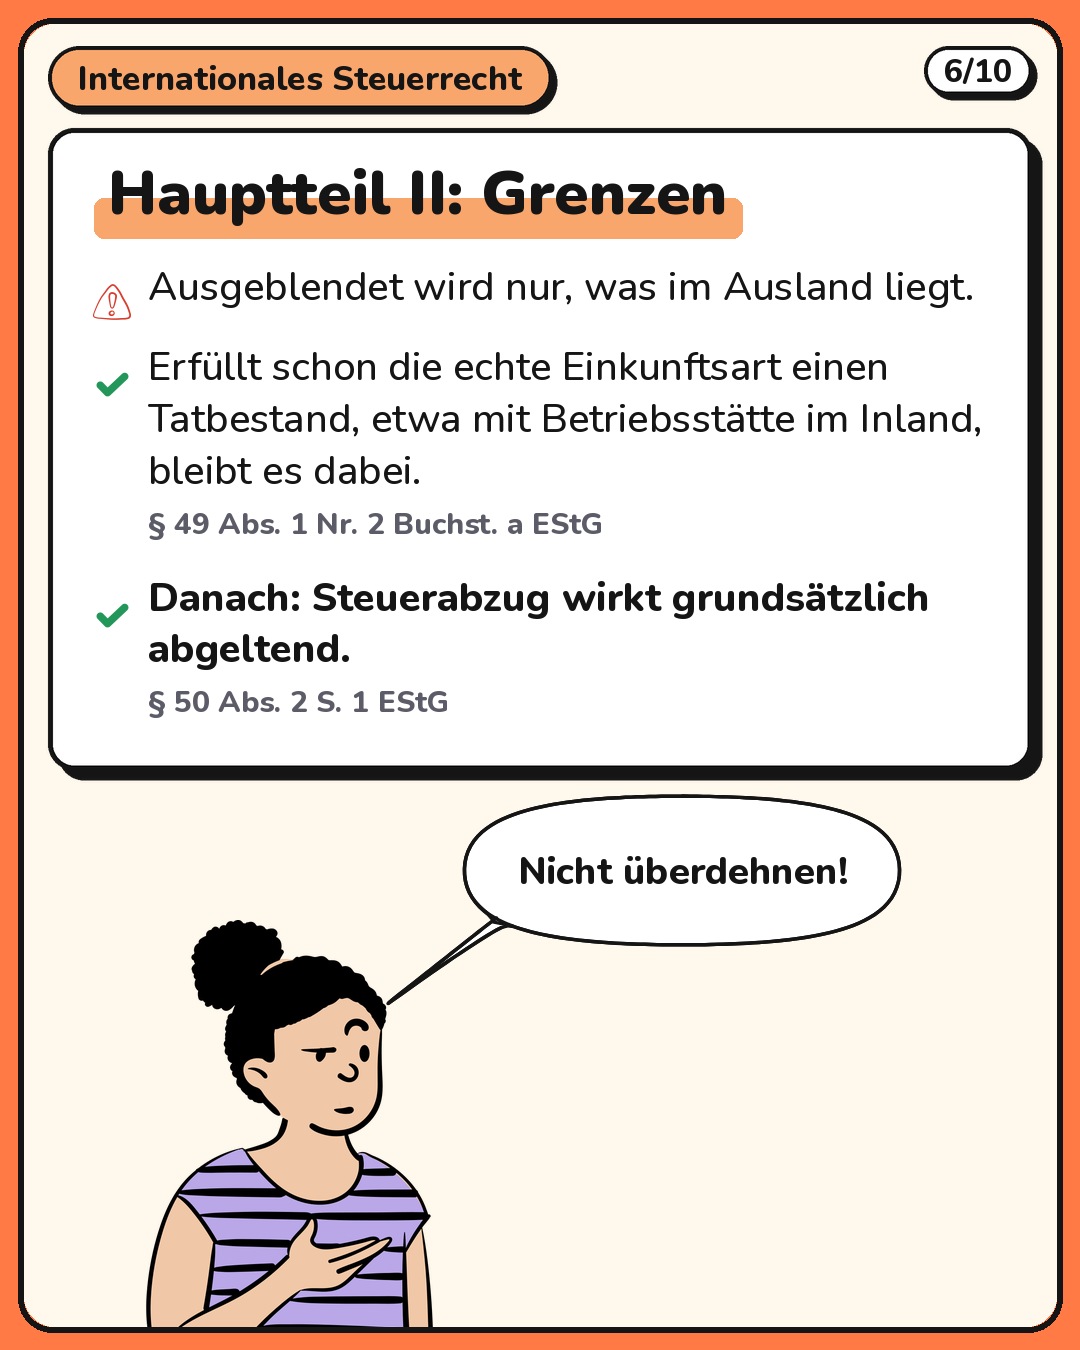 Internationales Steuerrecht
6/10
Hauptteil II: Grenzen
Ausgeblendet wird nur, was im Ausland liegt.
Erfüllt schon die echte Einkunftsart einen
Tatbestand, etwa mit Betriebsstätte im Inland,
bleibt es dabei.
§ 49 Abs. 1 Nr. 2 Buchst. a EStG
Danach: Steuerabzug wirkt grundsätzlich
abgeltend.
§ 50 Abs. 2 S. 1 EStG
Nicht überdehnen!